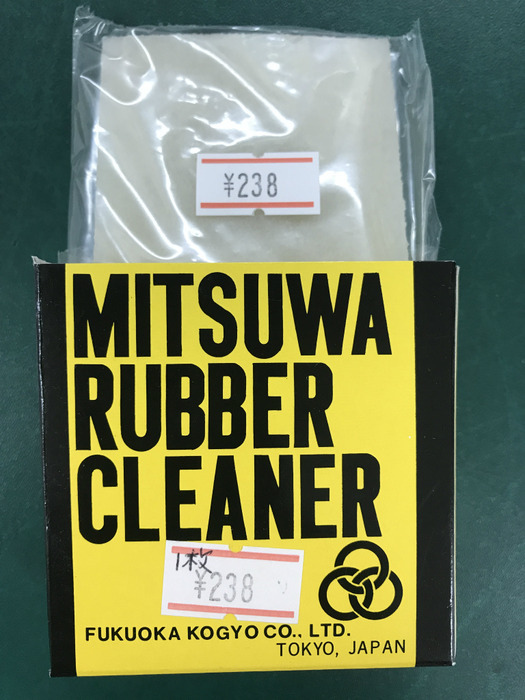 ¥238
MITSUWA
RUBBER
CLEANER
1枚
¥238
FUKUOKA KOGYO CO., LTD.
TOKYO, JAPAN